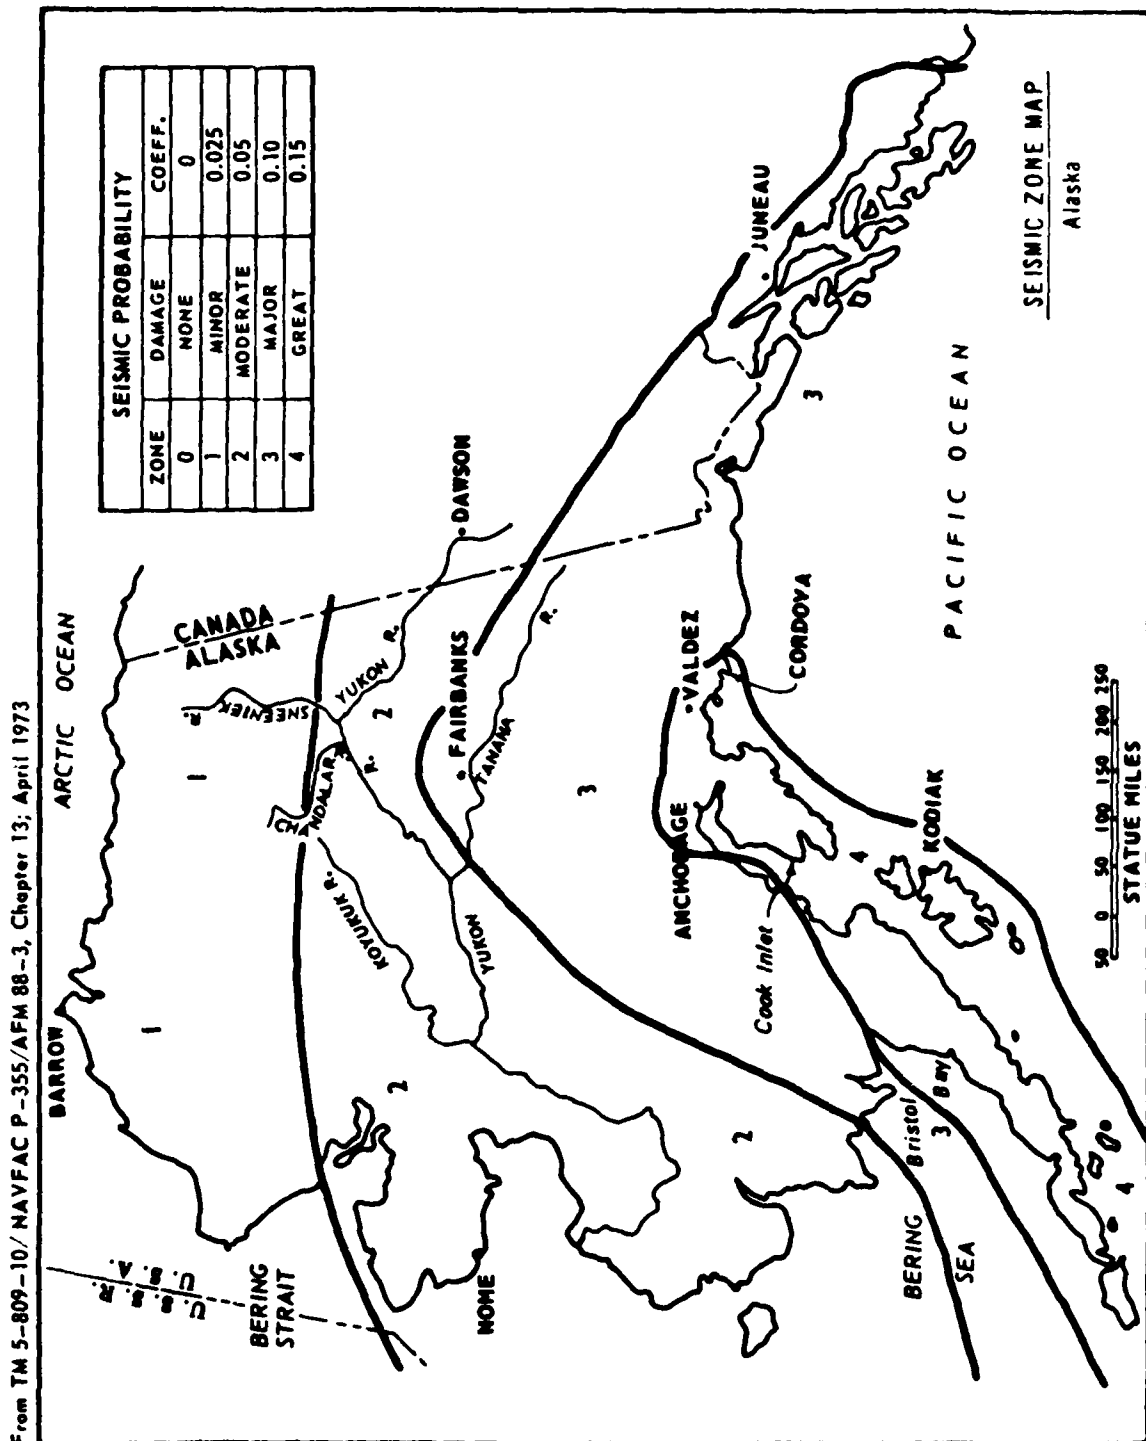 From TM 5-809-10/ NAVFAC P-355/AFM 88-3, Chapter 13; April 1973
SEISMIC PROBABILITY
ZONE DAMAGE COEFF.
0 NONE 0
1 MINOR 0.025
2 MODERATE 0.05
3 MAJOR 0.10
4 GREAT 0.15
BARROW
ARCTIC OCEAN
U. S. S. R.
U. S. A.
BERING
STRAIT
1
1
CANADA
ALASKA
SNEENIEK
R.
CHANDALAR
R.
YUKON R.
KOYUKUK R.
YUKON
2
2
2
DAWSON
FAIRBANKS
TANANA R.
NOME
3
ANCHORAGE
VALDEZ
CORDOVA
JUNEAU
3
Cook Inlet
Bristol Bay
3
BERING
SEA
4
KODIAK
4
PACIFIC OCEAN
50 0 50 100 150 200 250
STATUE MILES
SEISMIC ZONE MAP
Alaska